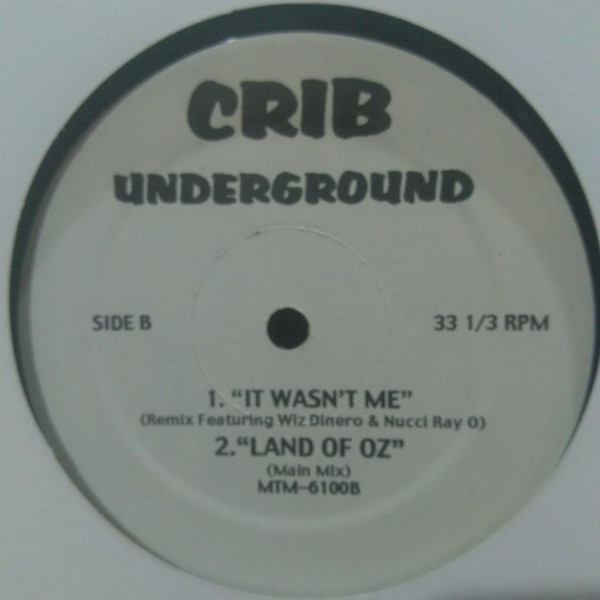 CRIB
UNDERGROUND
SIDE B
33 1/3 RPM
1. “IT WASN'T ME”
(Remix Featuring Wiz Dinero & Nucci Ray O)
2.“LAND OF OZ”
(Main Mix)
MTM-6100B